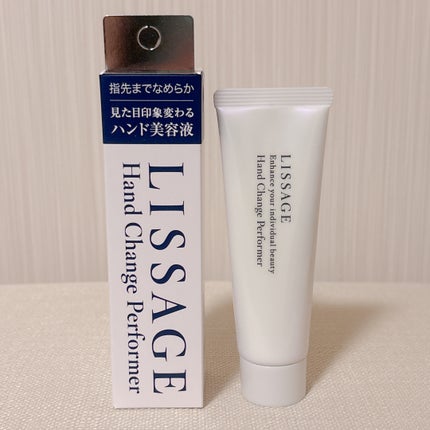 指先までなめらか
見た目印象変わる
ハンド美容液
LISSAGE
Hand Change Performer
LISSAGE
Enhance your individual beauty
Hand Change Performer